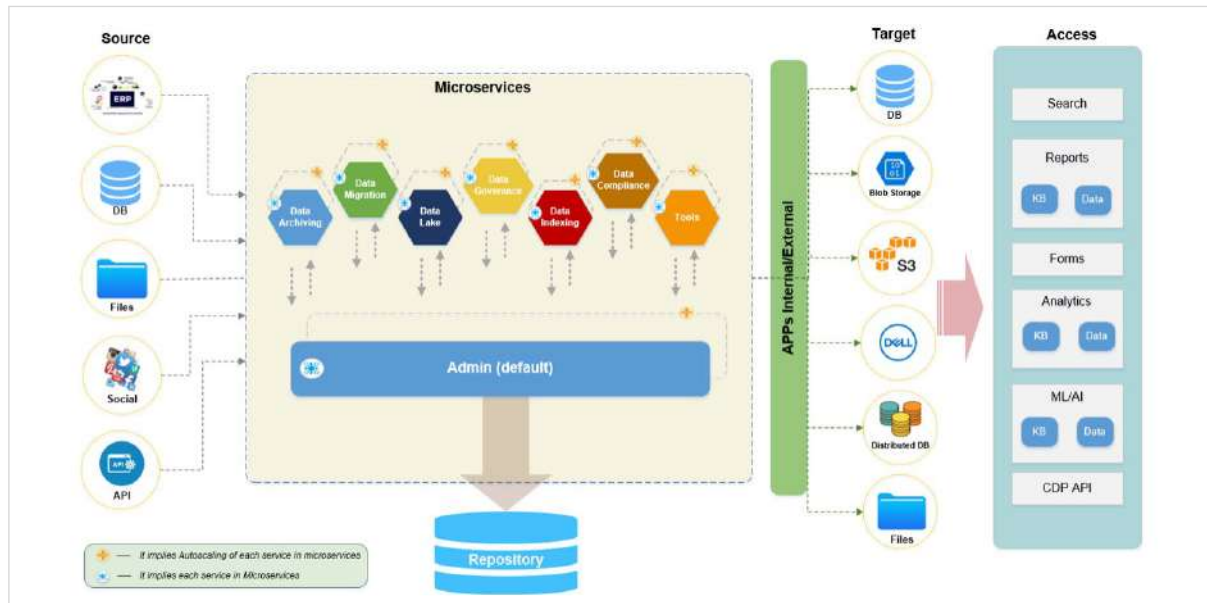 Source
ERP
DB
Files
Social
API
API
Microservices
Data
Archiving
Data
Migration
Data
Lake
Data
Governance
Data
Indexing
Data
Compliance
Tools
Admin (default)
Repository
It implies Autoscaling of each service in microservices
It implies each service in Microservices
APPs Internal/External
Target
DB
10
01
Blob Storage
S3
DELL
Distributed DB
Files
Access
Search
Reports
KB Data
Forms
Analytics
KB Data
ML/AI
KB Data
CDP API